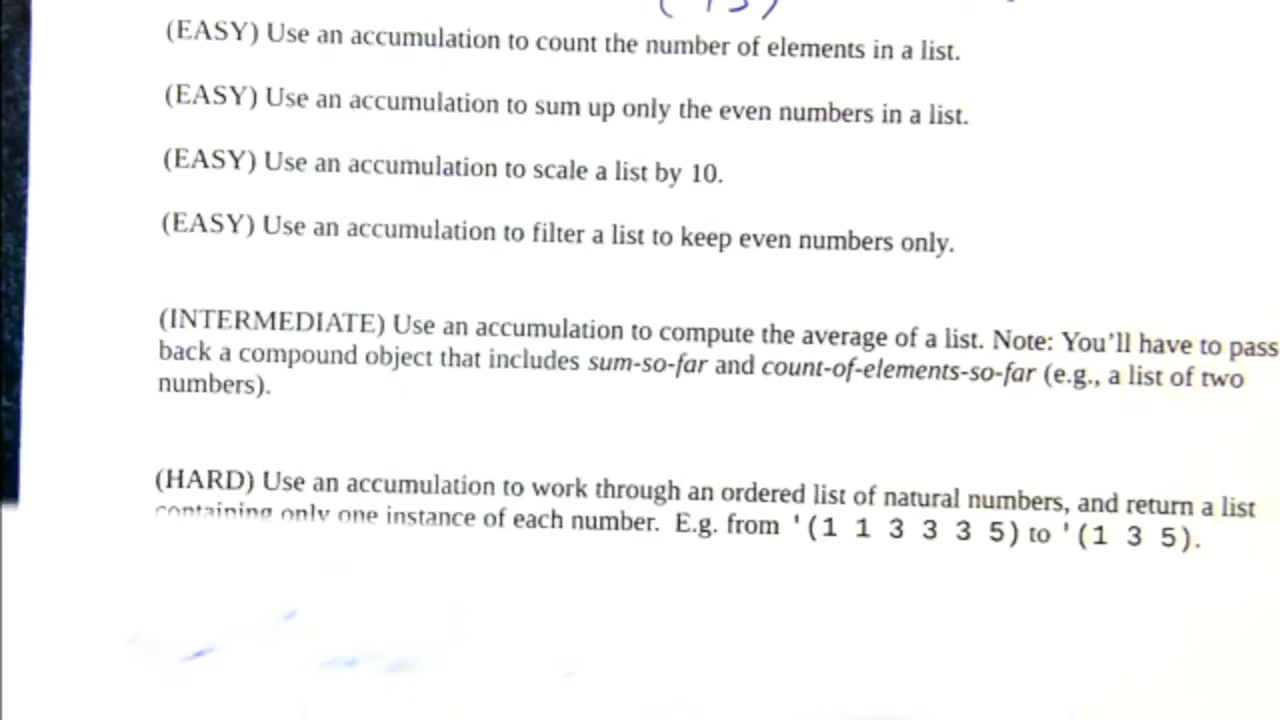 (EASY) Use an accumulation to count the number of elements in a list.
(EASY) Use an accumulation to sum up only the even numbers in a list.
(EASY) Use an accumulation to scale a list by 10.
(EASY) Use an accumulation to filter a list to keep even numbers only.
(INTERMEDIATE) Use an accumulation to compute the average of a list. Note: You'll have to pass
back a compound object that includes sum-so-far and count-of-elements-so-far (e.g., a list of two
numbers).
(HARD) Use an accumulation to work through an ordered list of natural numbers, and return a list
containing only one instance of each number. E.g. from '(1 1 3 3 3 5) to '(1 3 5).